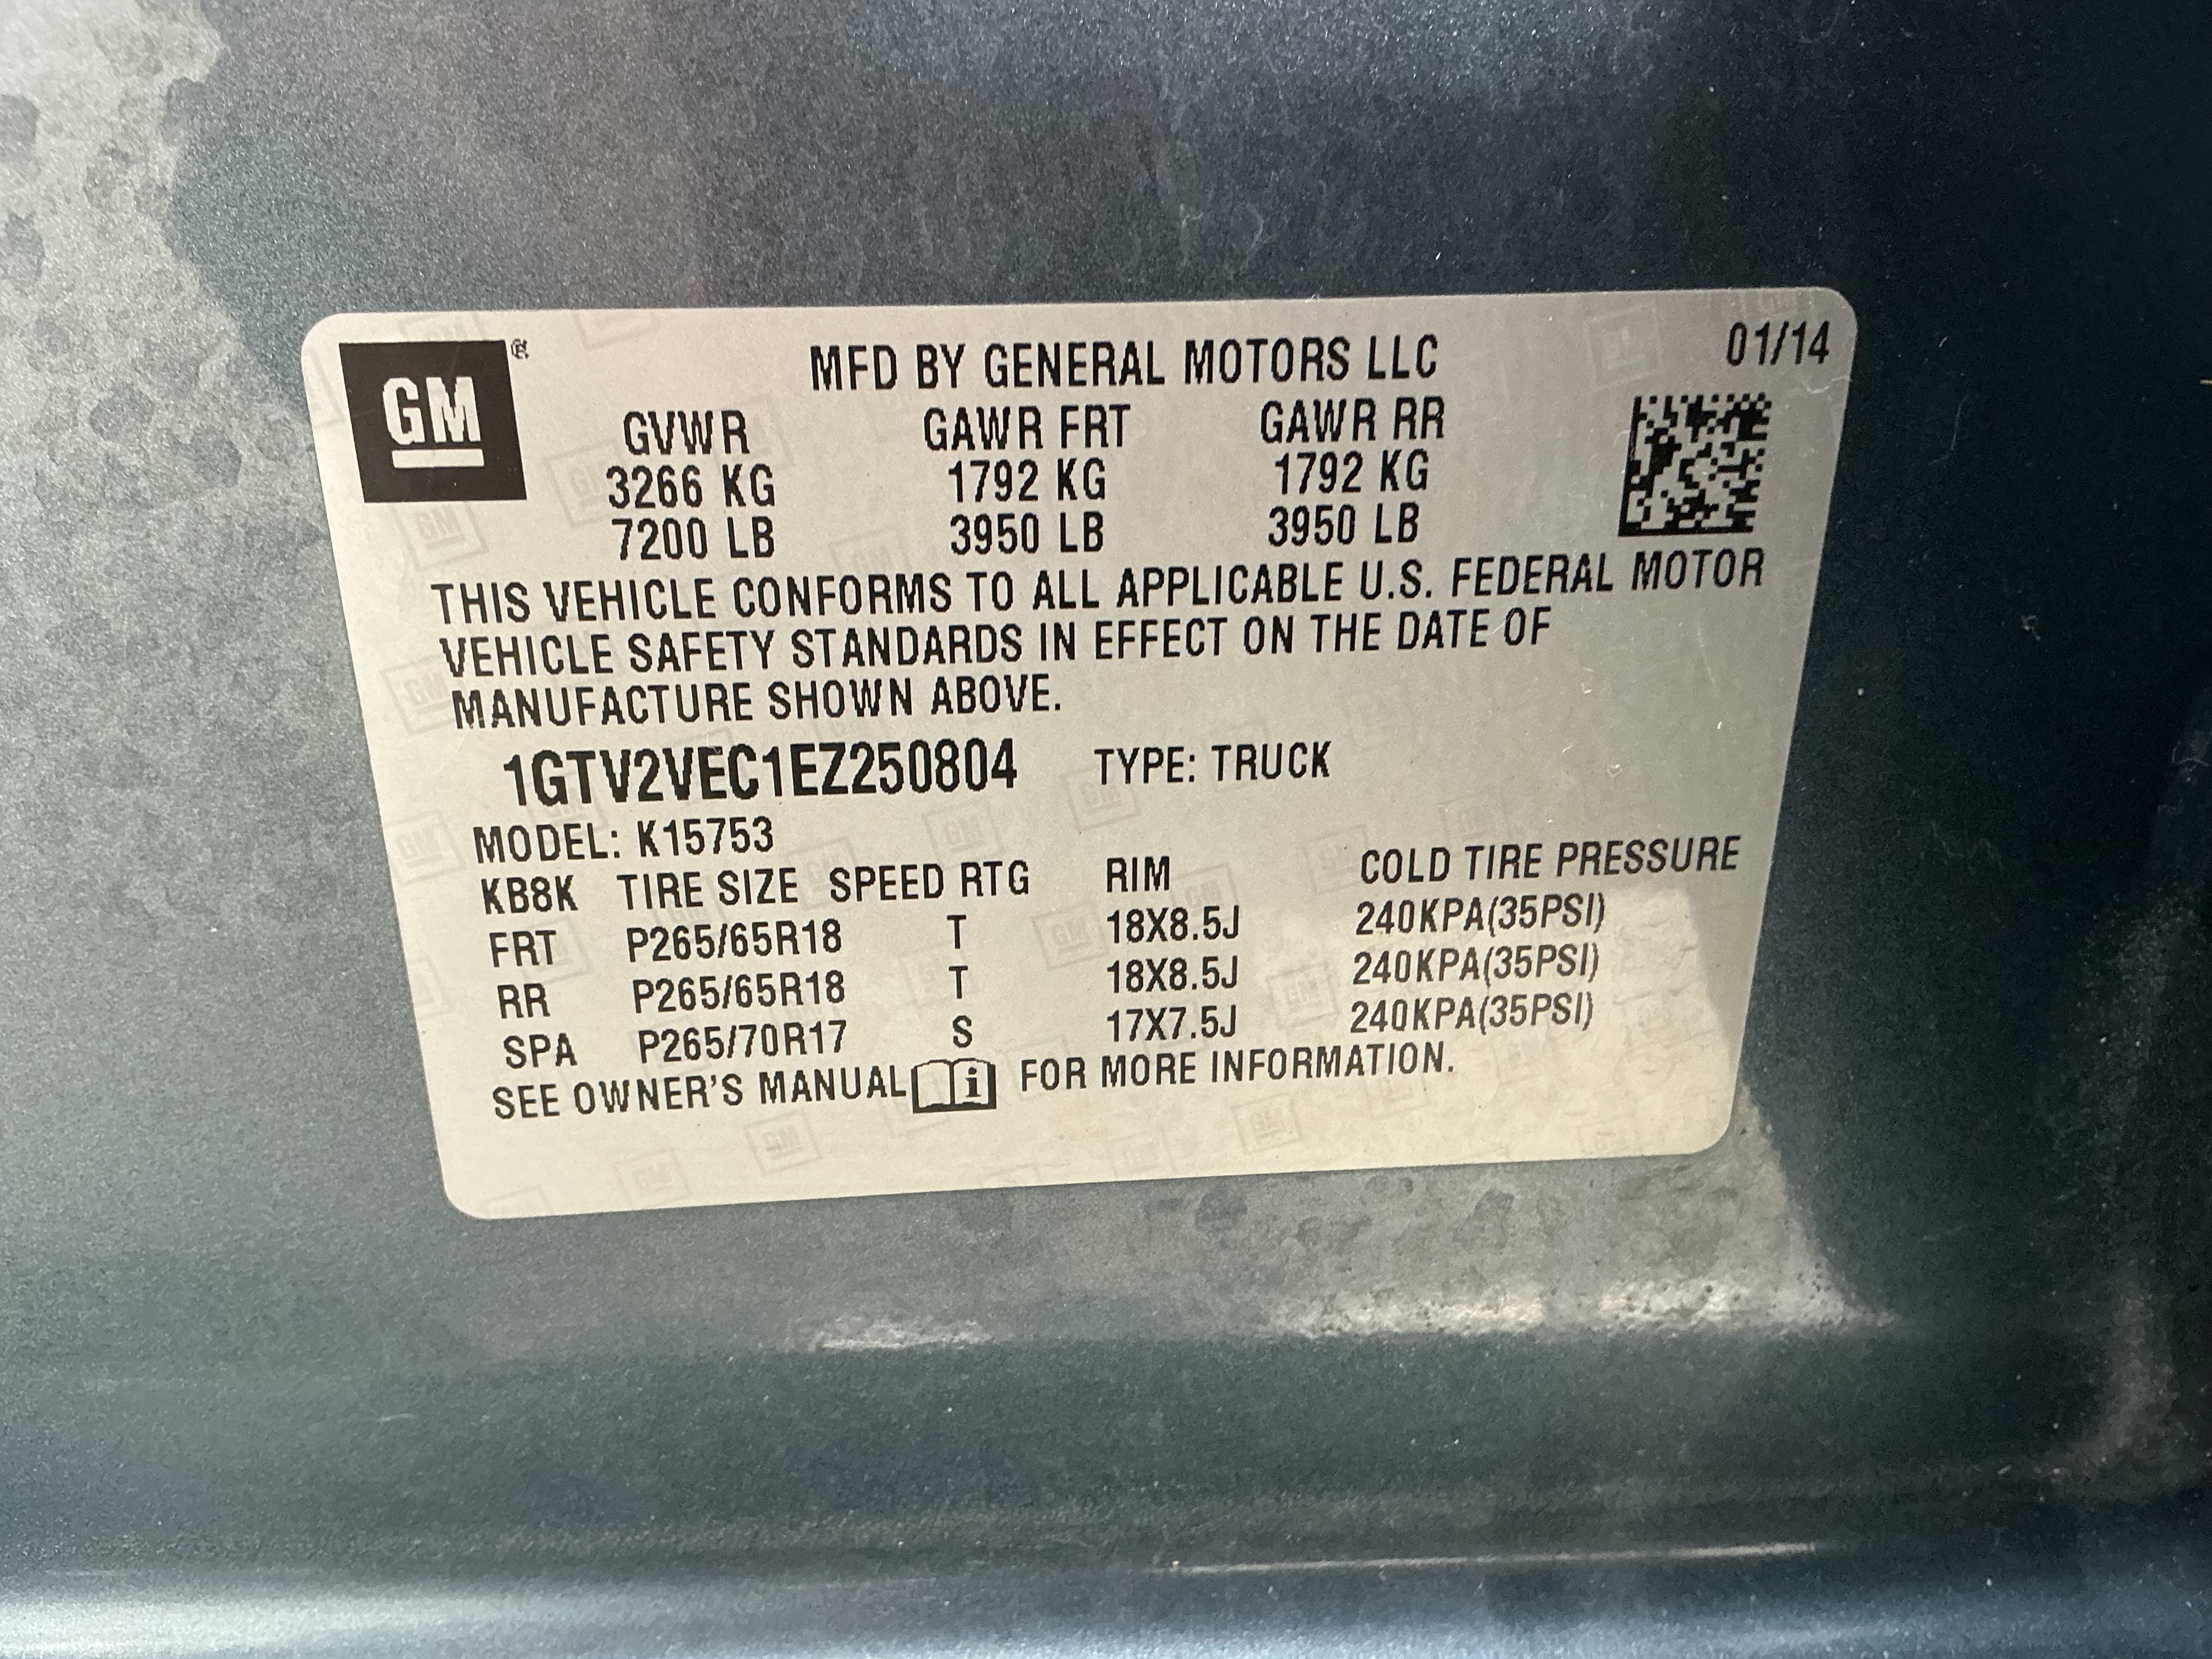 GM ®
MFD BY GENERAL MOTORS LLC 01/14
GVWR GAWR FRT GAWR RR
3266 KG 1792 KG 1792 KG
7200 LB 3950 LB 3950 LB
THIS VEHICLE CONFORMS TO ALL APPLICABLE U.S. FEDERAL MOTOR
VEHICLE SAFETY STANDARDS IN EFFECT ON THE DATE OF
MANUFACTURE SHOWN ABOVE.
1GTV2VEC1EZ250804 TYPE: TRUCK
MODEL: K15753
KB8K TIRE SIZE SPEED RTG RIM COLD TIRE PRESSURE
FRT P265/65R18 T 18X8.5J 240KPA(35PSI)
RR P265/65R18 T 18X8.5J 240KPA(35PSI)
SPA P265/70R17 S 17X7.5J 240KPA(35PSI)
SEE OWNER'S MANUAL i FOR MORE INFORMATION.